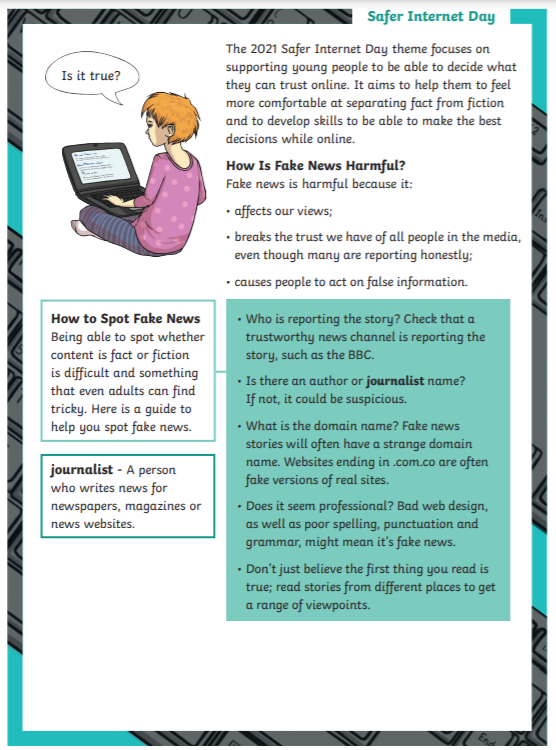 Safer Internet Day
Is it true?
The 2021 Safer Internet Day theme focuses on
supporting young people to be able to decide what
they can trust online. It aims to help them to feel
more comfortable at separating fact from fiction
and to develop skills to be able to make the best
decisions while online.
How Is Fake News Harmful?
Fake news is harmful because it:
• affects our views;
• breaks the trust we have of all people in the media,
even though many are reporting honestly;
• causes people to act on false information.
How to Spot Fake News
Being able to spot whether
content is fact or fiction
is difficult and something
that even adults can find
tricky. Here is a guide to
help you spot fake news.
journalist - A person
who writes news for
newspapers, magazines or
news websites.
• Who is reporting the story? Check that a
trustworthy news channel is reporting the
story, such as the BBC.
• Is there an author or journalist name?
If not, it could be suspicious.
• What is the domain name? Fake news
stories will often have a strange domain
name. Websites ending in .com.co are often
fake versions of real sites.
• Does it seem professional? Bad web design,
as well as poor spelling, punctuation and
grammar, might mean it's fake news.
• Don't just believe the first thing you read is
true; read stories from different places to get
a range of viewpoints.
End